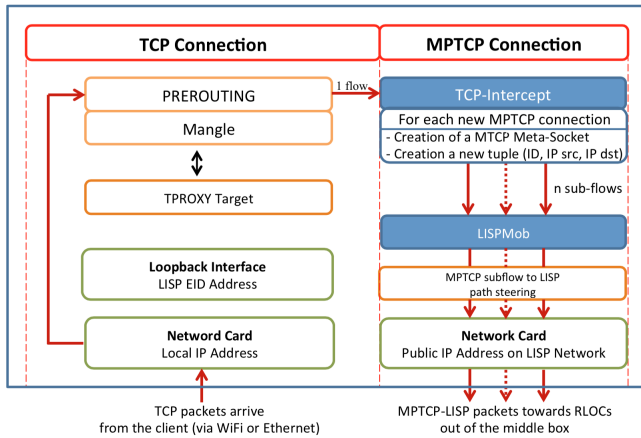 TCP Connection
MPTCP Connection
PREROUTING
Mangle
TPROXY Target
Loopback Interface
LISP EID Address
Netword Card
Local IP Address
TCP packets arrive
from the client (via WiFi or Ethernet)
1 flow
TCP-Intercept
For each new MPTCP connection
- Creation of a MTCP Meta-Socket
- Creation a new tuple (ID, IP src, IP dst)
n sub-flows
LISPMob
MPTCP subflow to LISP
path steering
Network Card
Public IP Address on LISP Network
MPTCP-LISP packets towards RLOCs
out of the middle box